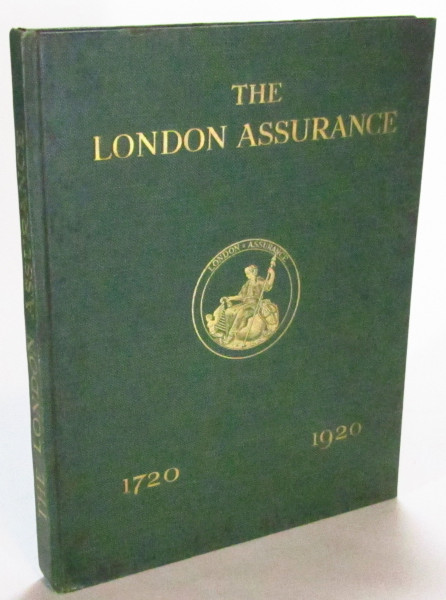 THE
LONDON ASSURANCE
LONDON • ASSURANCE
1720
1920
THE LONDON ASSURANCE